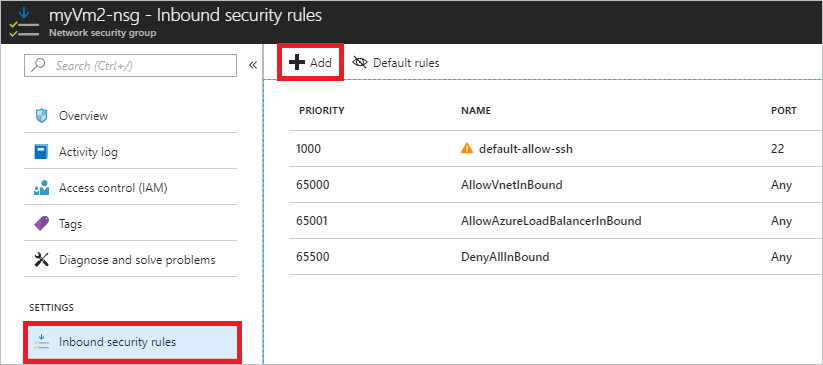 myVm2-nsg - Inbound security rules
Network security group
Search (Ctrl+/)
«
Overview
Activity log
Access control (IAM)
Tags
Diagnose and solve problems
SETTINGS
Inbound security rules
Add Default rules
PRIORITY NAME PORT
1000 default-allow-ssh 22
65000 AllowVnetInBound Any
65001 AllowAzureLoadBalancerInBound Any
65500 DenyAllInBound Any